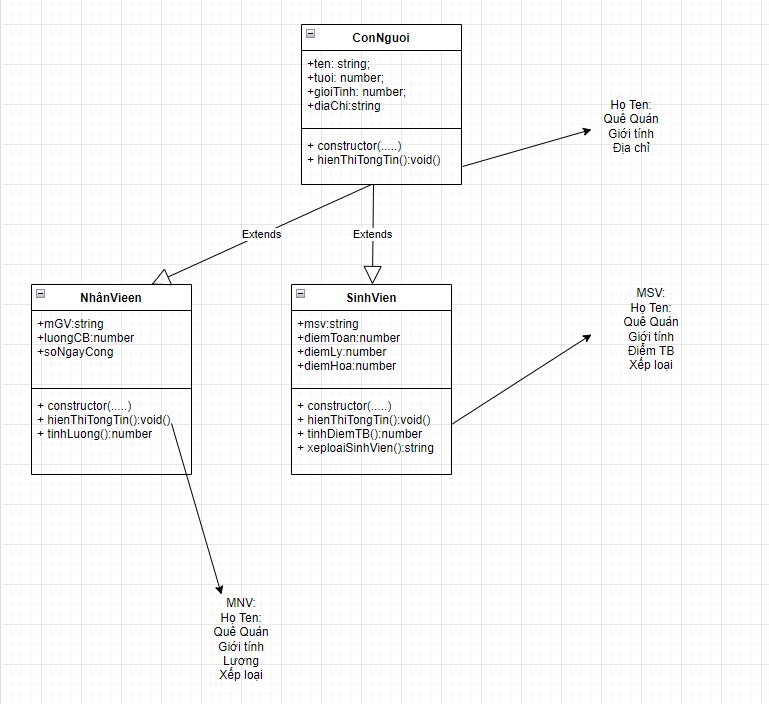 ConNguoi
+ten: string;
+tuoi: number;
+gioiTinh: number;
+diaChi:string
+ constructor(.....)
+ hienThiTongTin():void()
Họ Ten:
Quê Quán
Giới tính
Địa chỉ
Extends
Extends
NhânVieen
+mGV:string
+luongCB:number
+soNgayCong
+ constructor(.....)
+ hienThiTongTin():void()
+ tinhLuong():number
SinhVien
+msv:string
+diemToan:number
+diemLy:number
+diemHoa:number
+ constructor(.....)
+ hienThiTongTin():void()
+ tinhDiemTB():number
+ xeploaiSinhVien():string
MSV:
Họ Ten:
Quê Quán
Giới tính
Điểm TB
Xếp loại
MNV:
Họ Ten:
Quê Quán
Giới tính
Lương
Xếp loại